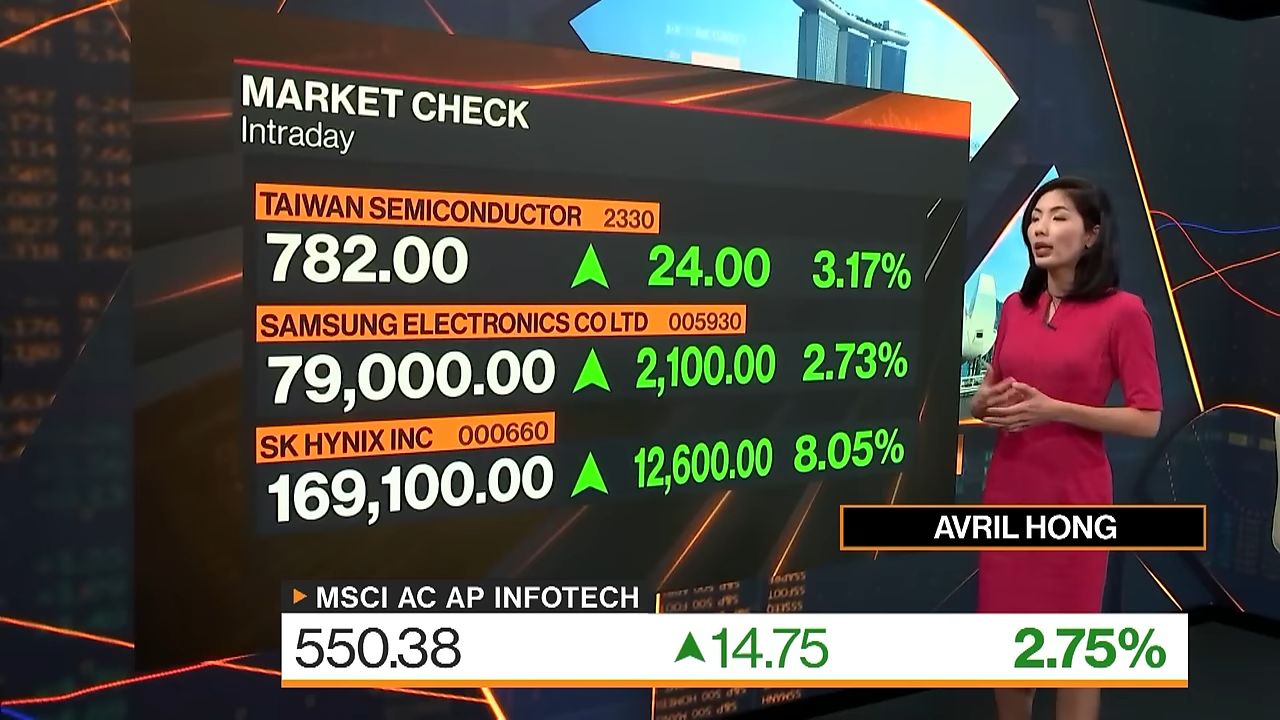 MARKET CHECK
Intraday
TAIWAN SEMICONDUCTOR 2330
782.00 ▲ 24.00 3.17%
SAMSUNG ELECTRONICS CO LTD 005930
79,000.00 ▲ 2,100.00 2.73%
SK HYNIX INC 000660
169,100.00 ▲ 12,600.00 8.05%
AVRIL HONG
MSCI AC AP INFOTECH
550.38 ▲14.75 2.75%